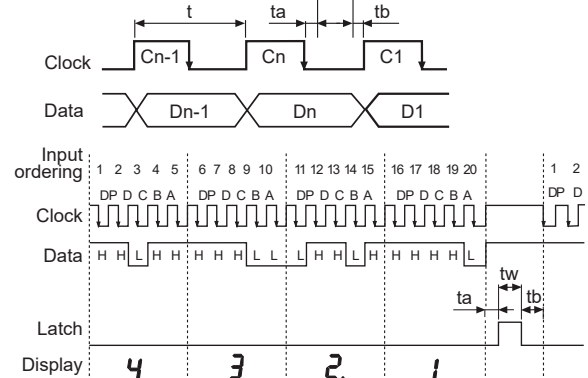 t ta tb
Clock Cn-1 Cn C1
Data Dn-1 Dn D1
Input
ordering 1 2 3 4 5 6 7 8 9 10 11 12 13 14 15 16 17 18 19 20 1 2
DP D C B A DP D C B A DP D C B A DP D C B A DP D
Clock
Data H H L H H H H H L L L H H L H H H H H L
ta tw tb
Latch
Display 4 3 2. 1